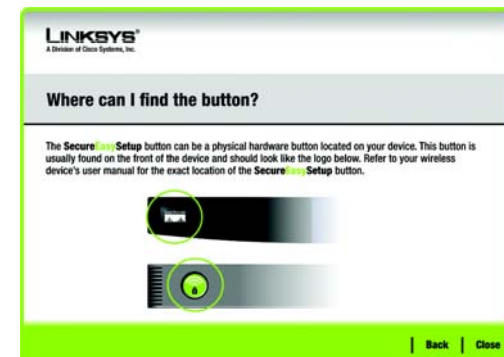 LINKSYS®
A Division of Cisco Systems, Inc.
Where can I find the button?
The SecureEasySetup button can be a physical hardware button located on your device. This button is
usually found on the front of the device and should look like the logo below. Refer to your wireless
device's user manual for the exact location of the SecureEasySetup button.
Back | Close